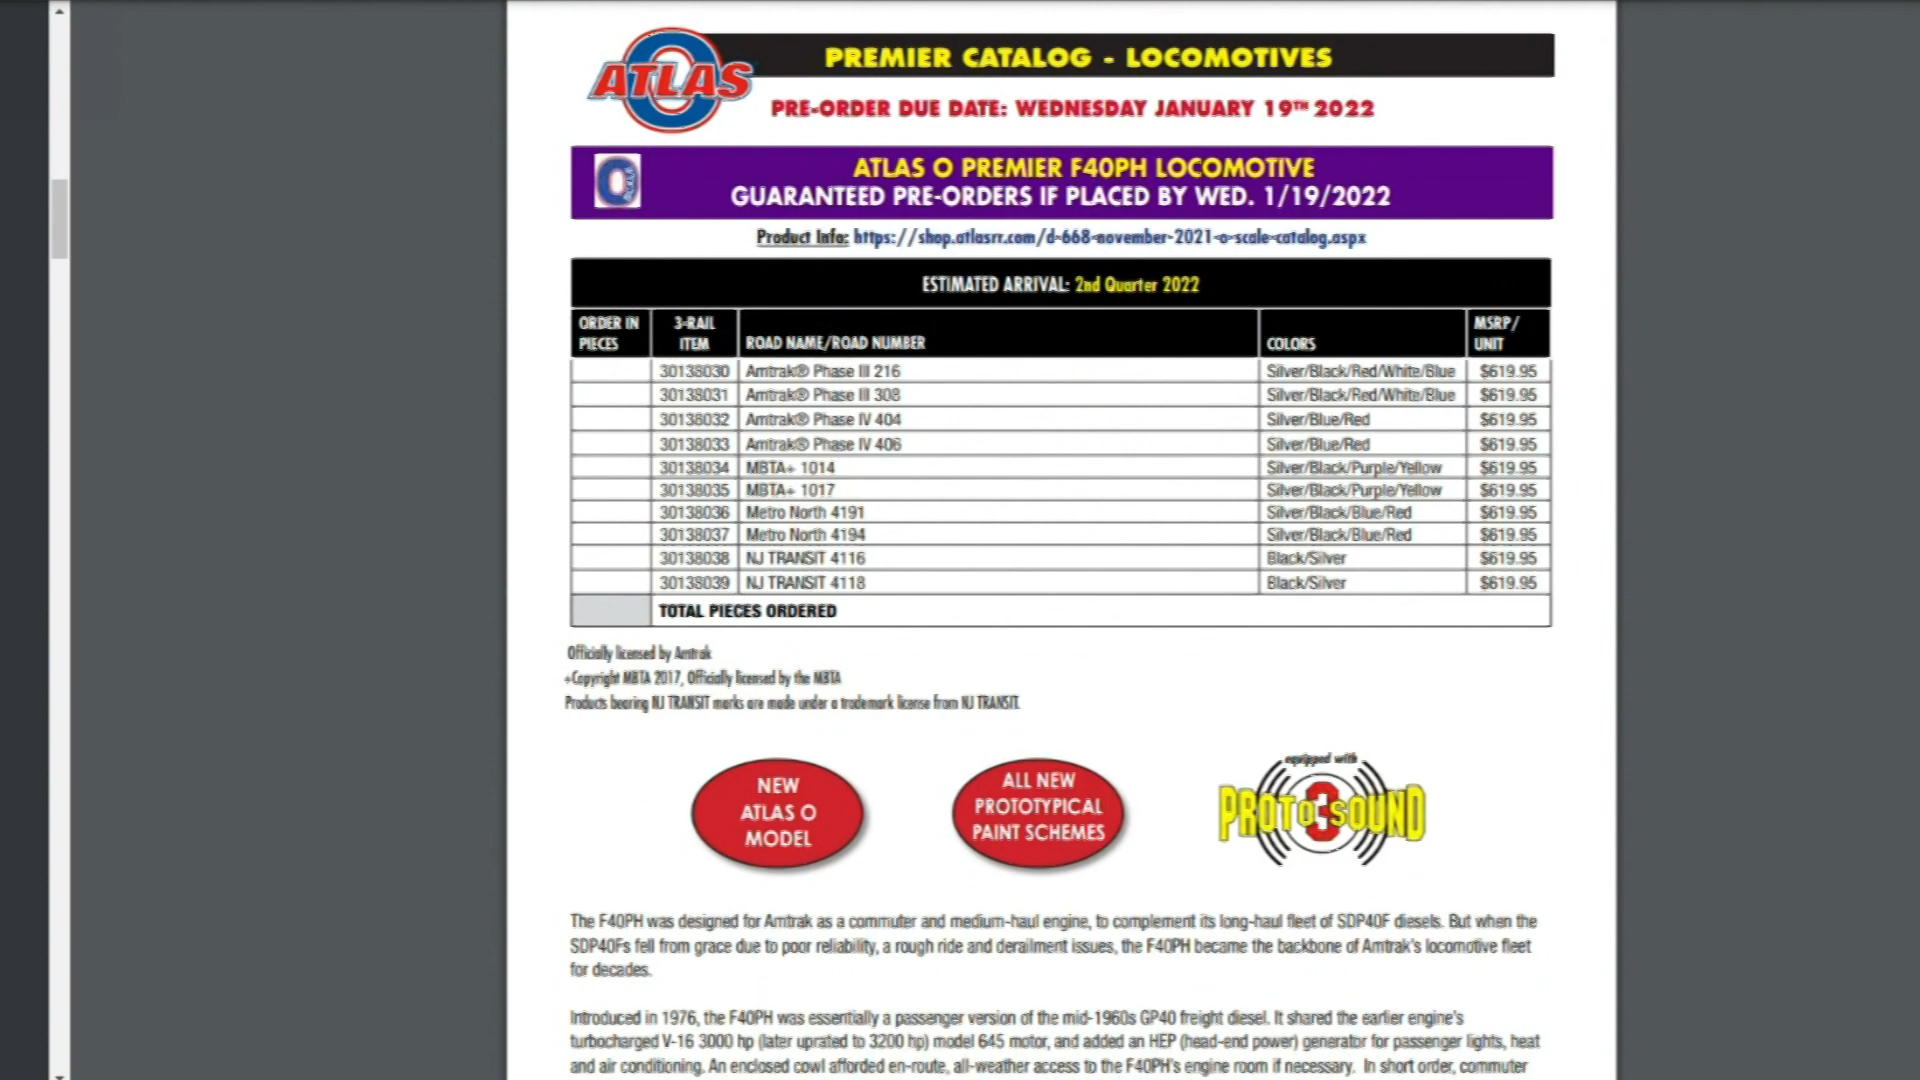 ATLAS O
PREMIER CATALOG - LOCOMOTIVES
PRE-ORDER DUE DATE: WEDNESDAY JANUARY 19TH 2022
ATLAS O PREMIER F40PH LOCOMOTIVE
GUARANTEED PRE-ORDERS IF PLACED BY WED. 1/19/2022
Product Info: https://shop.atlasrr.com/d-668-november-2021-o-scale-catalog.aspx
ESTIMATED ARRIVAL: 2nd Quarter 2022
ORDER IN PIECES 3-RAIL ITEM ROAD NAME/ROAD NUMBER COLORS MSRP/ UNIT
30138030 Amtrak® Phase III 216 Silver/Black/Red/White/Blue $619.95
30138031 Amtrak® Phase III 308 Silver/Black/Red/White/Blue $619.95
30138032 Amtrak® Phase IV 404 Silver/Blue/Red $619.95
30138033 Amtrak® Phase IV 406 Silver/Blue/Red $619.95
30138034 MBTA+ 1014 Silver/Black/Purple/Yellow $619.95
30138035 MBTA+ 1017 Silver/Black/Purple/Yellow $619.95
30138036 Metro North 4191 Silver/Black/Blue/Red $619.95
30138037 Metro North 4194 Silver/Black/Blue/Red $619.95
30138038 NJ TRANSIT 4116 Black/Silver $619.95
30138039 NJ TRANSIT 4118 Black/Silver $619.95
TOTAL PIECES ORDERED
Officially licensed by Amtrak
+Copyright MBTA 2017, Officially licensed by the MBTA
Products bearing NJ TRANSIT marks are made under a trademark license from NJ TRANSIT.
NEW
ATLAS O
MODEL
ALL NEW
PROTOTYPICAL
PAINT SCHEMES
equipped with
PROTO 3 SOUND
The F40PH was designed for Amtrak as a commuter and medium-haul engine, to complement its long-haul fleet of SDP40F diesels. But when the
SDP40Fs fell from grace due to poor reliability, a rough ride and derailment issues, the F40PH became the backbone of Amtrak's locomotive fleet
for decades.
Introduced in 1976, the F40PH was essentially a passenger version of the mid-1960s GP40 freight diesel. It shared the earlier engine's
turbocharged V-16 3000 hp (later uprated to 3200 hp) model 645 motor, and added an HEP (head-end power) generator for passenger lights, heat
and air conditioning. An enclosed cowl afforded en-route, all-weather access to the F40PH's engine room if necessary. In short order, commuter